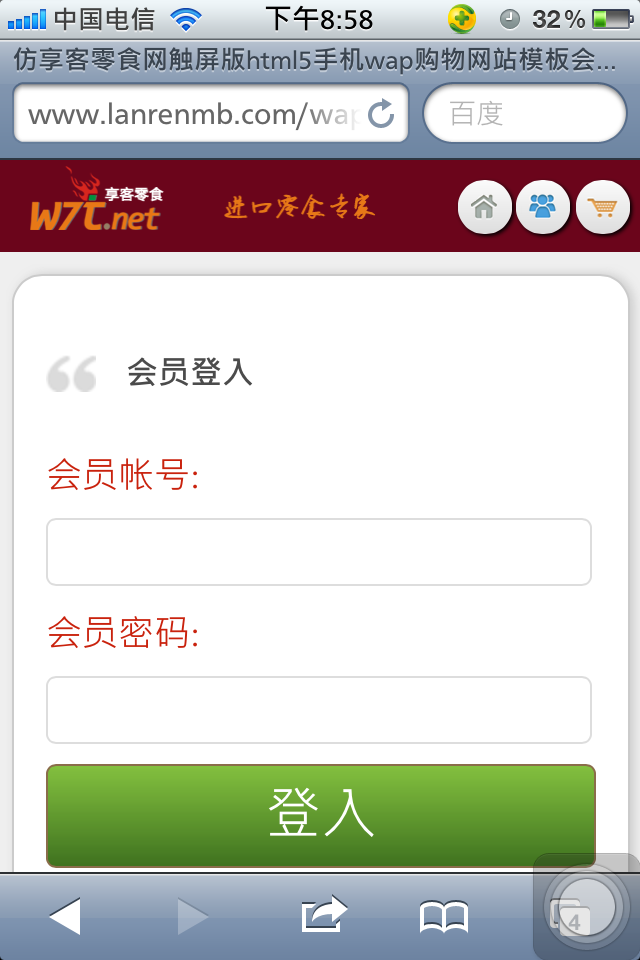 中国电信 下午8:58 32%
仿享客零食网触屏版html5手机wap购物网站模板会...
www.lanrenmb.com/wap 百度
享客零食
W7T.net 进口零食专家
会员登入
会员帐号:
会员密码:
登入
4